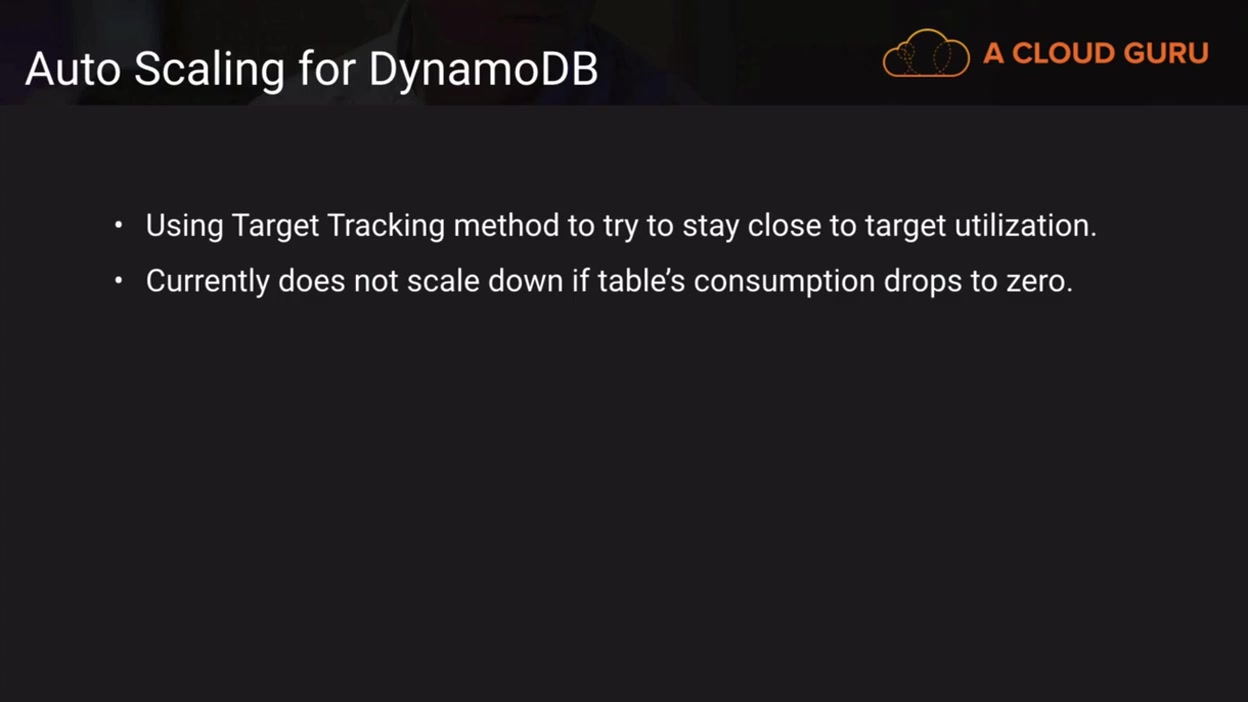 Auto Scaling for DynamoDB
A CLOUD GURU
• Using Target Tracking method to try to stay close to target utilization.
• Currently does not scale down if table’s consumption drops to zero.